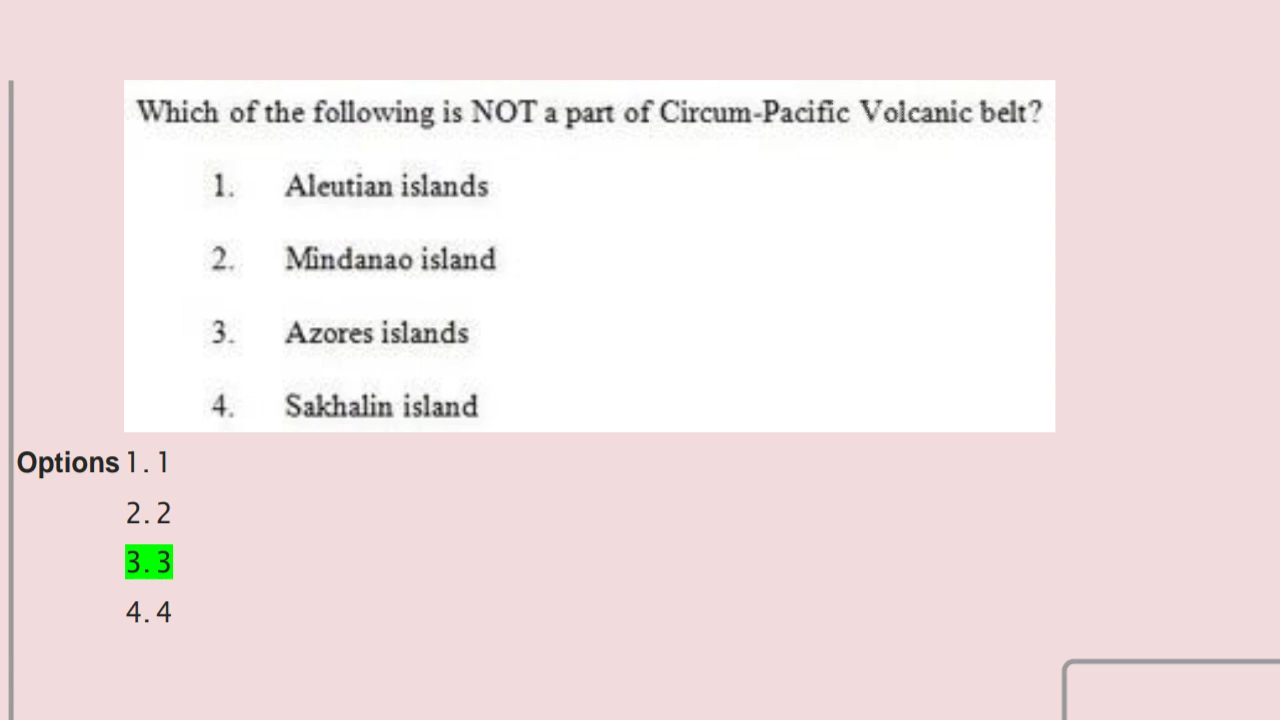 Which of the following is NOT a part of Circum-Pacific Volcanic belt?
1. Aleutian islands
2. Mindanao island
3. Azores islands
4. Sakhalin island
Options 1. 1
2. 2
3. 3
4. 4